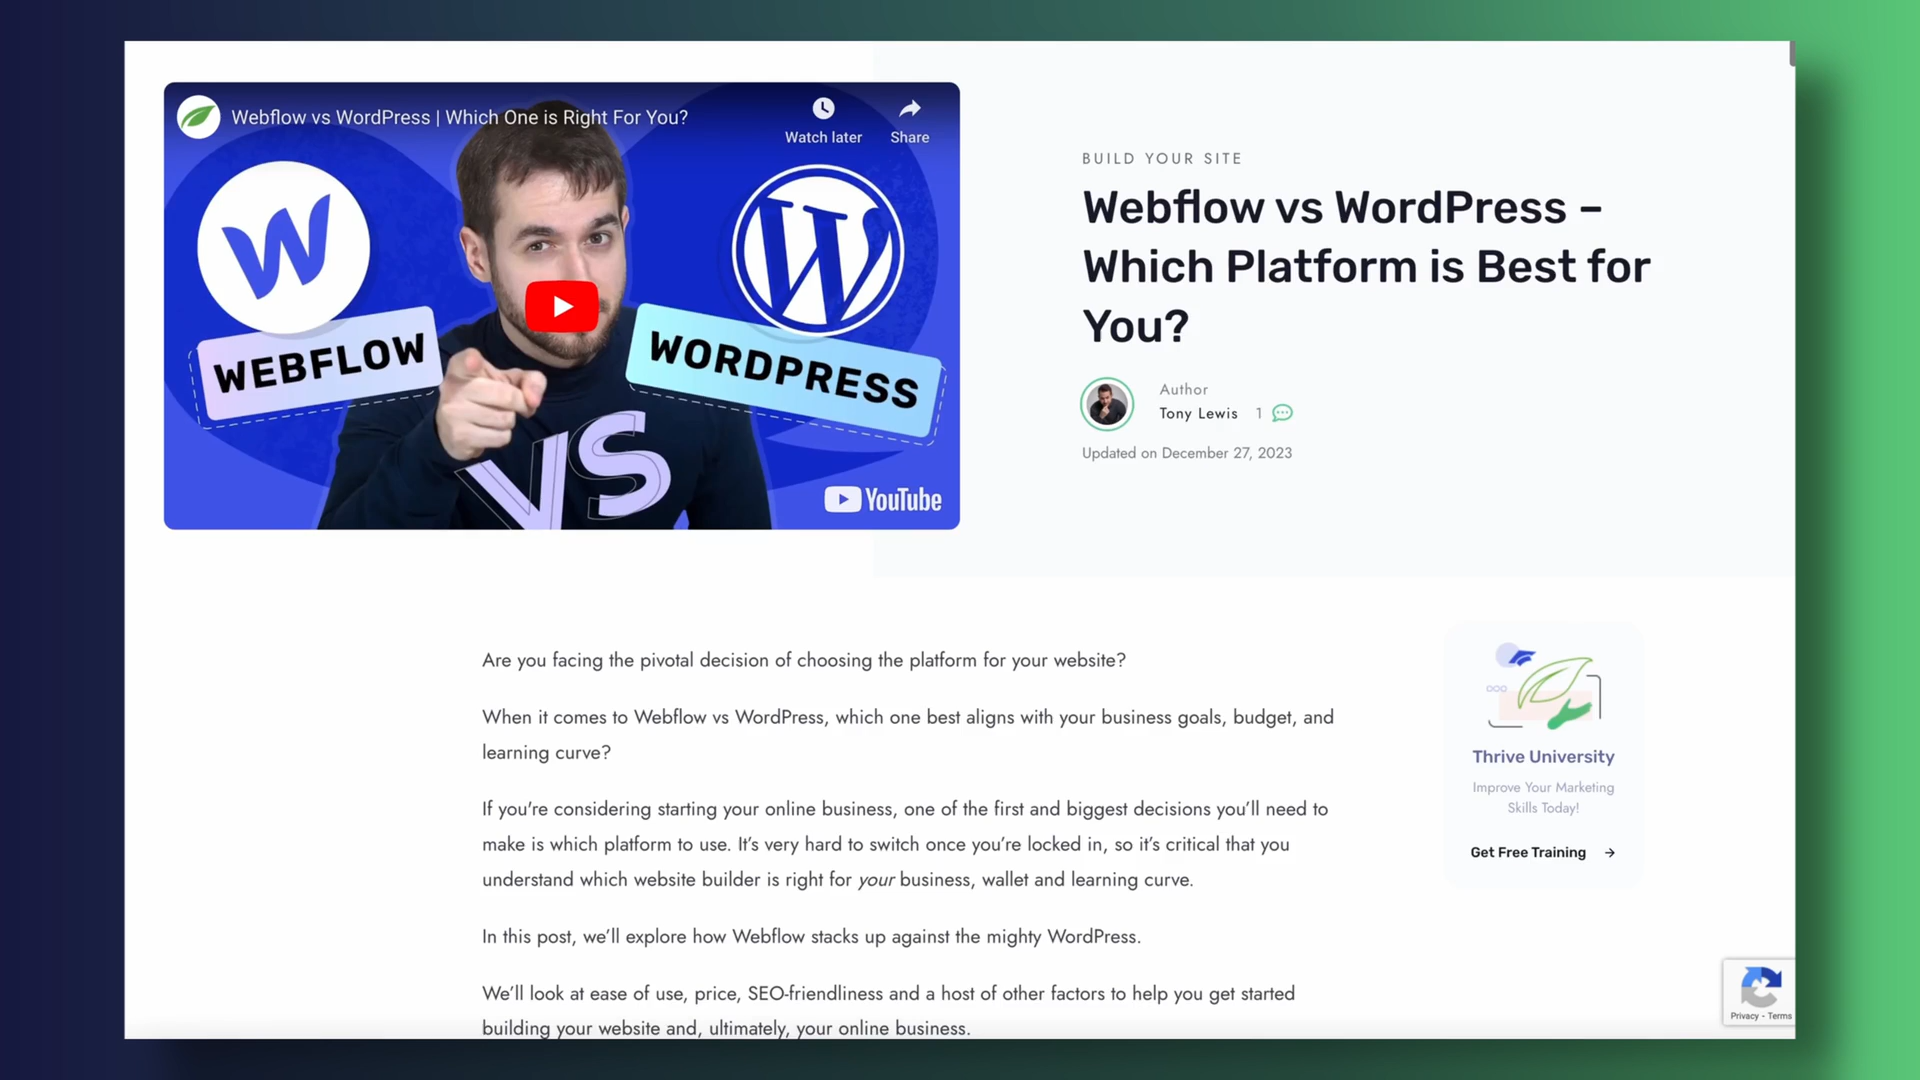 Webflow vs WordPress | Which One is Right For You?
Watch later
Share
WEBFLOW
WORDPRESS
VS
YouTube
BUILD YOUR SITE
Webflow vs WordPress –
Which Platform is Best for
You?
Author
Tony Lewis 1
Updated on December 27, 2023
Are you facing the pivotal decision of choosing the platform for your website?
When it comes to Webflow vs WordPress, which one best aligns with your business goals, budget, and
learning curve?
If you're considering starting your online business, one of the first and biggest decisions you’ll need to
make is which platform to use. It’s very hard to switch once you’re locked in, so it’s critical that you
understand which website builder is right for your business, wallet and learning curve.
In this post, we’ll explore how Webflow stacks up against the mighty WordPress.
We’ll look at ease of use, price, SEO-friendliness and a host of other factors to help you get started
building your website and, ultimately, your online business.
Thrive University
Improve Your Marketing
Skills Today!
Get Free Training →
Privacy - Terms